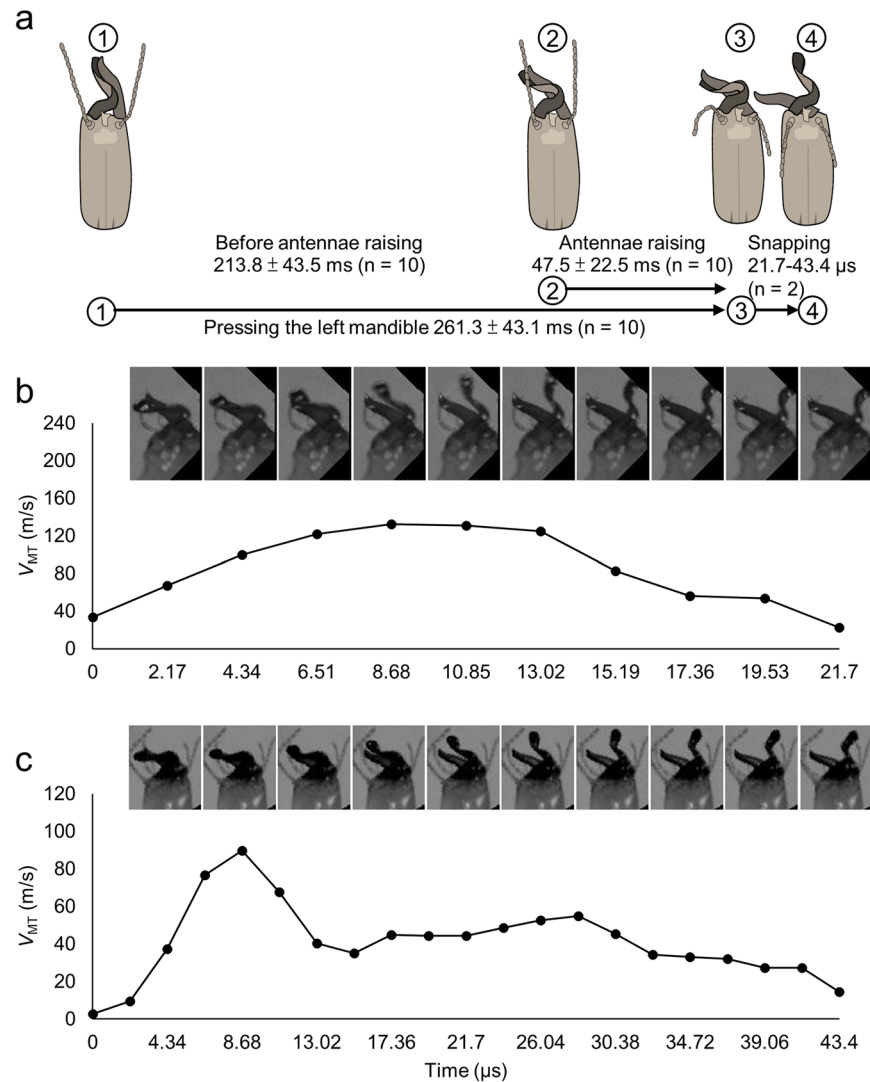 a
① ② ③ ④
Before antennae raising
213.8 ± 43.5 ms (n = 10)
Antennae raising
47.5 ± 22.5 ms (n = 10)
Snapping
21.7-43.4 µs
(n = 2)
②
① ③ ④
Pressing the left mandible 261.3 ± 43.1 ms (n = 10)
b
240
200
160
120
80
40
0
V_MT (m/s)
0 2.17 4.34 6.51 8.68 10.85 13.02 15.19 17.36 19.53 21.7
c
120
100
80
60
40
20
0
V_MT (m/s)
0 4.34 8.68 13.02 17.36 21.7 26.04 30.38 34.72 39.06 43.4
Time (µs)